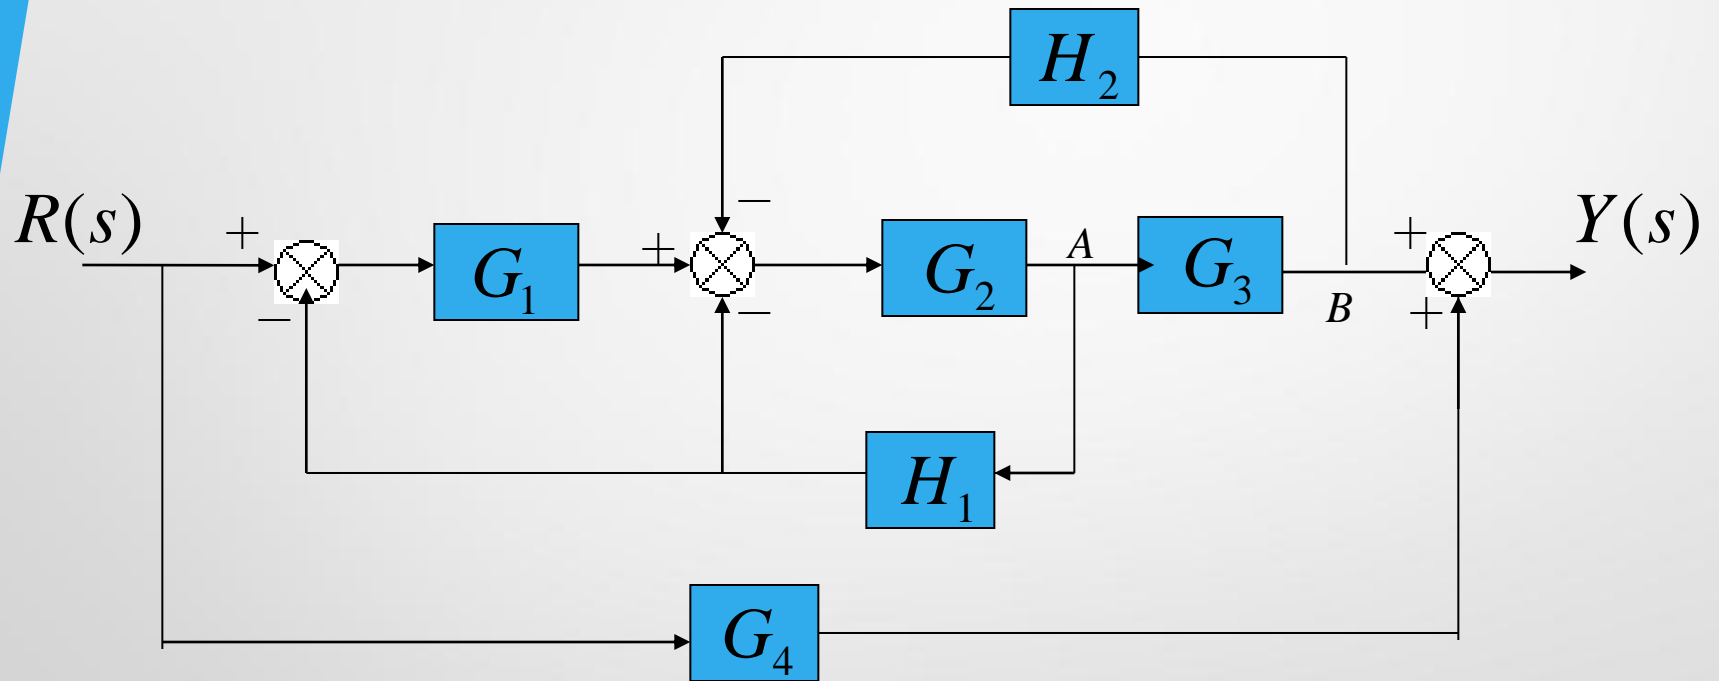 H₂
R(s)
+
−
G₁
+
−
−
G₂
A
G₃
B
+
+
Y(s)
H₁
G₄